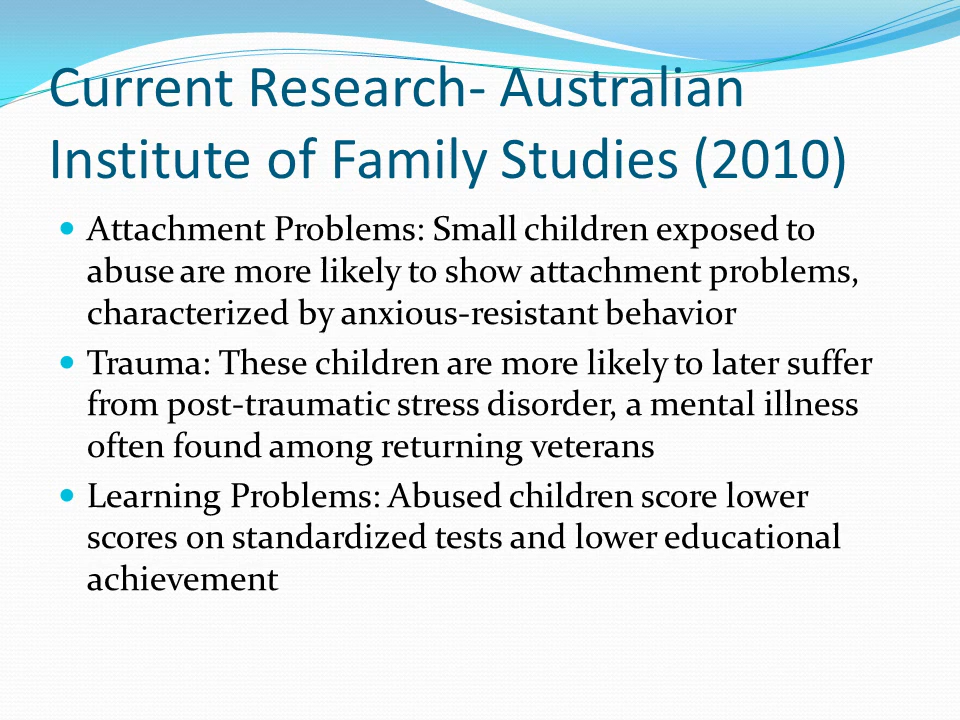 Current Research- Australian
Institute of Family Studies (2010)
Attachment Problems: Small children exposed to
abuse are more likely to show attachment problems,
characterized by anxious-resistant behavior
Trauma: These children are more likely to later suffer
from post-traumatic stress disorder, a mental illness
often found among returning veterans
Learning Problems: Abused children score lower
scores on standardized tests and lower educational
achievement